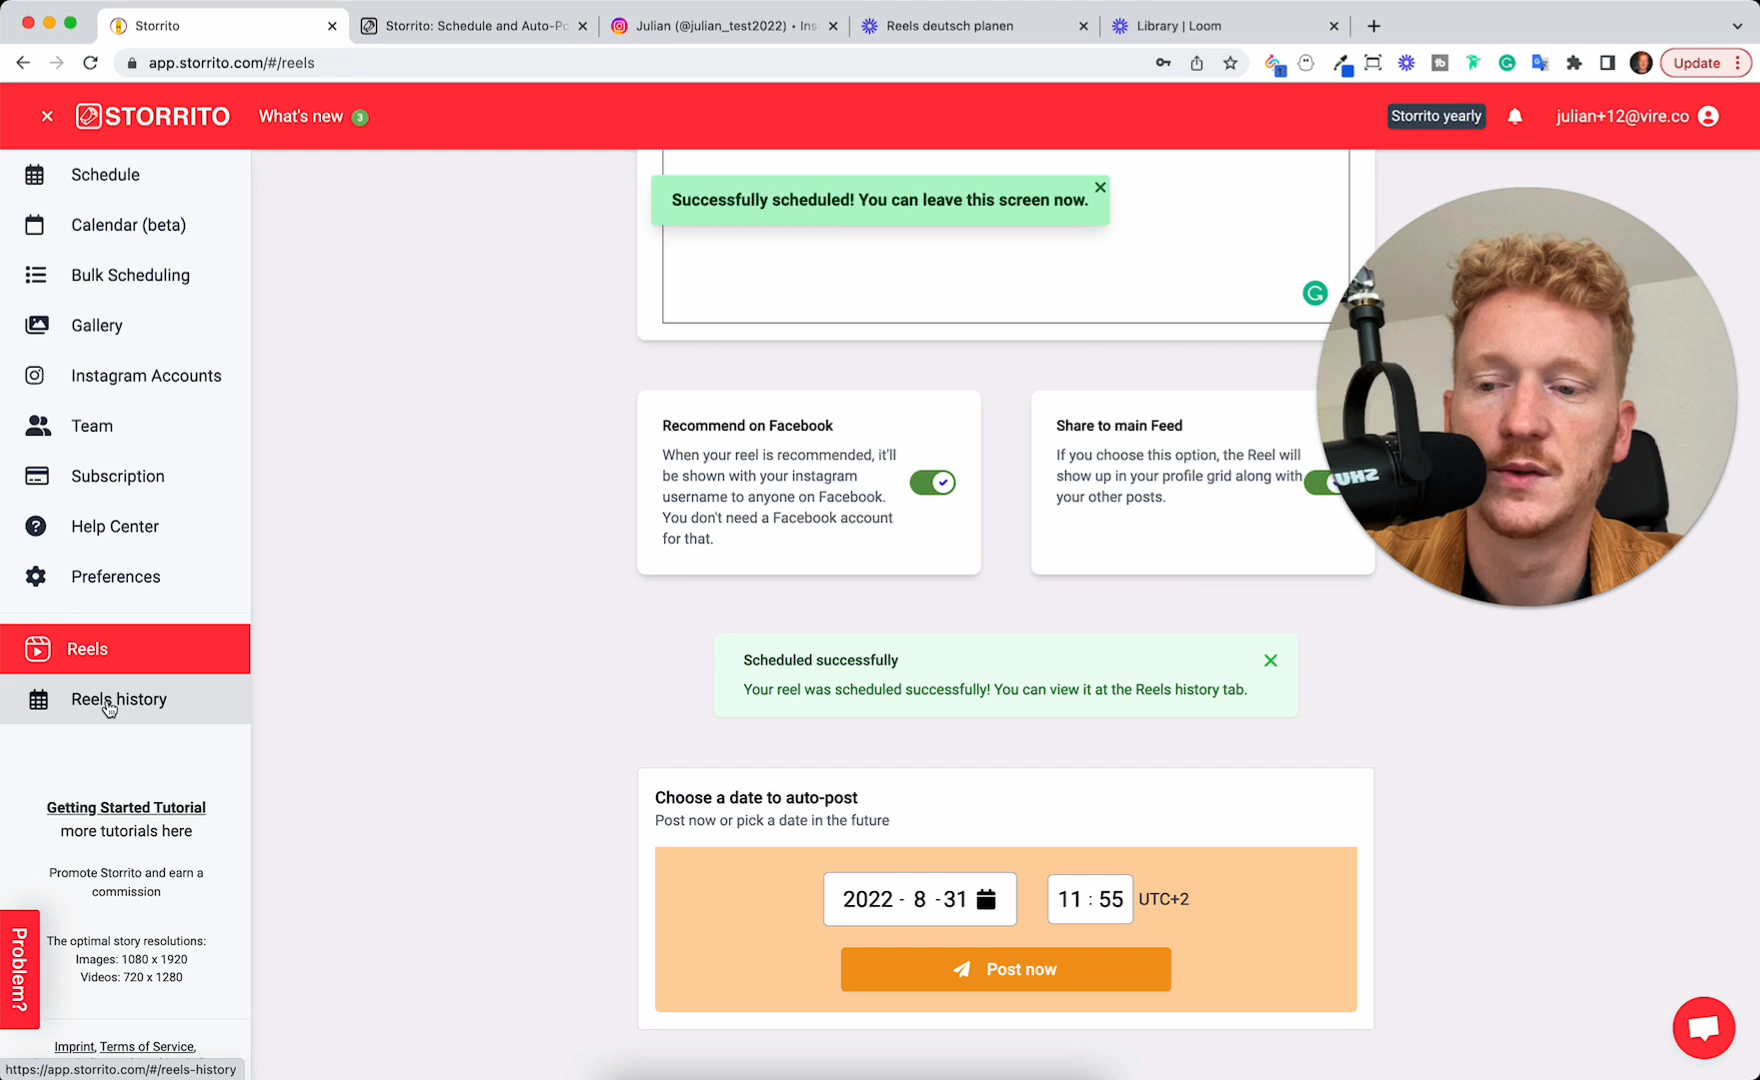 Storrito
Storrito: Schedule and Auto-Po
Julian (@julian_test2022) • Ins
Reels deutsch planen
Library | Loom
app.storrito.com/#/reels
Update
STORRITO
What's new 3
Storrito yearly
julian+12@vire.co
Schedule
Calendar (beta)
Bulk Scheduling
Gallery
Instagram Accounts
Team
Subscription
Help Center
Preferences
Reels
Reels history
Getting Started Tutorial
more tutorials here
Promote Storrito and earn a
commission
The optimal story resolutions:
Images: 1080 x 1920
Videos: 720 x 1280
Imprint, Terms of Service,
https://app.storrito.com/#/reels-history
Problem?
Successfully scheduled! You can leave this screen now.
Recommend on Facebook
When your reel is recommended, it'll
be shown with your instagram
username to anyone on Facebook.
You don't need a Facebook account
for that.
Share to main Feed
If you choose this option, the Reel will
show up in your profile grid along with
your other posts.
SHU
Scheduled successfully
Your reel was scheduled successfully! You can view it at the Reels history tab.
Choose a date to auto-post
Post now or pick a date in the future
2022 - 8 -31
11 : 55 UTC+2
Post now